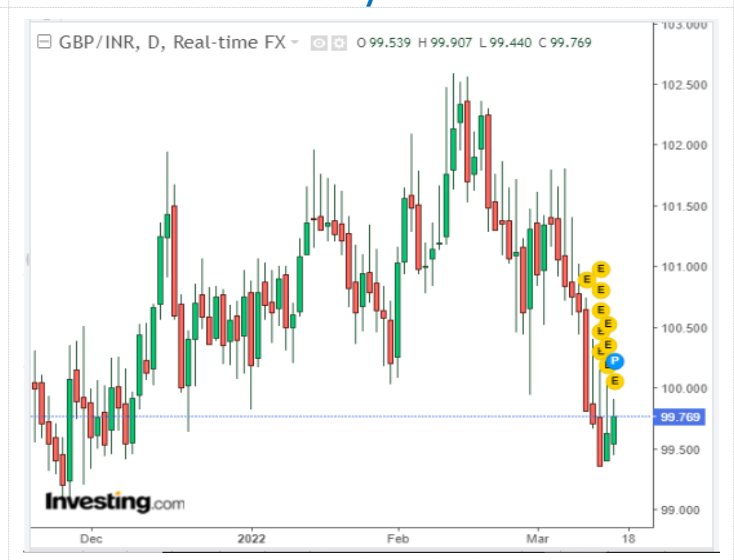 GBP/INR, D, Real-time FX O 99.539 H 99.907 L 99.440 C 99.769
103.000
102.500
102.000
101.500
101.000
100.500
100.000
99.769
99.500
99.000
E
E
E
E
E
E
E
E
P
E
Investing.com
Dec 2022 Feb Mar 18